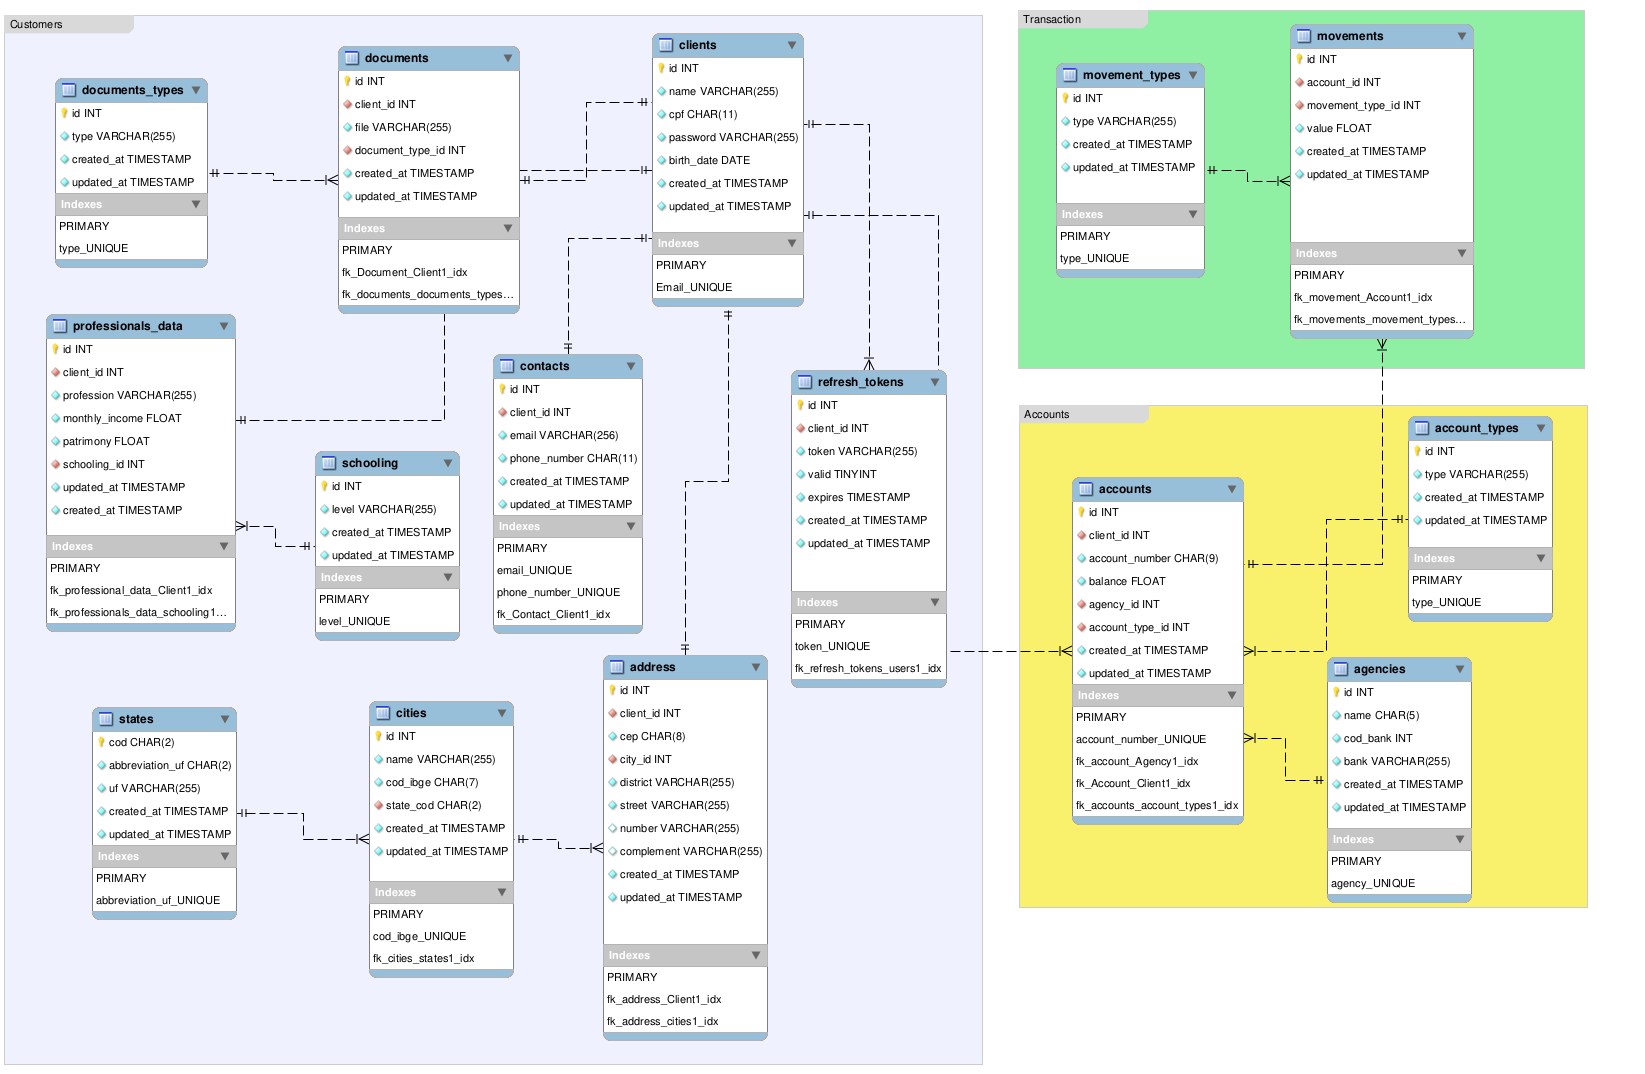 Customers
documents_types
id INT
type VARCHAR(255)
created_at TIMESTAMP
updated_at TIMESTAMP
Indexes
PRIMARY
type_UNIQUE
documents
id INT
client_id INT
file VARCHAR(255)
document_type_id INT
created_at TIMESTAMP
updated_at TIMESTAMP
Indexes
PRIMARY
fk_Document_Client1_idx
fk_documents_documents_types...
clients
id INT
name VARCHAR(255)
cpf CHAR(11)
password VARCHAR(255)
birth_date DATE
created_at TIMESTAMP
updated_at TIMESTAMP
Indexes
PRIMARY
Email_UNIQUE
professionals_data
id INT
client_id INT
profession VARCHAR(255)
monthly_income FLOAT
patrimony FLOAT
schooling_id INT
updated_at TIMESTAMP
created_at TIMESTAMP
Indexes
PRIMARY
fk_professional_data_Client1_idx
fk_professionals_data_schooling1...
schooling
id INT
level VARCHAR(255)
created_at TIMESTAMP
updated_at TIMESTAMP
Indexes
PRIMARY
level_UNIQUE
contacts
id INT
client_id INT
email VARCHAR(256)
phone_number CHAR(11)
created_at TIMESTAMP
updated_at TIMESTAMP
Indexes
PRIMARY
email_UNIQUE
phone_number_UNIQUE
fk_Contact_Client1_idx
refresh_tokens
id INT
client_id INT
token VARCHAR(255)
valid TINYINT
expires TIMESTAMP
created_at TIMESTAMP
updated_at TIMESTAMP
Indexes
PRIMARY
token_UNIQUE
fk_refresh_tokens_users1_idx
states
cod CHAR(2)
abbreviation_uf CHAR(2)
uf VARCHAR(255)
created_at TIMESTAMP
updated_at TIMESTAMP
Indexes
PRIMARY
abbreviation_uf_UNIQUE
cities
id INT
name VARCHAR(255)
cod_ibge CHAR(7)
state_cod CHAR(2)
created_at TIMESTAMP
updated_at TIMESTAMP
Indexes
PRIMARY
cod_ibge_UNIQUE
fk_cities_states1_idx
address
id INT
client_id INT
cep CHAR(8)
city_id INT
district VARCHAR(255)
street VARCHAR(255)
number VARCHAR(255)
complement VARCHAR(255)
created_at TIMESTAMP
updated_at TIMESTAMP
Indexes
PRIMARY
fk_address_Client1_idx
fk_address_cities1_idx
Transaction
movement_types
id INT
type VARCHAR(255)
created_at TIMESTAMP
updated_at TIMESTAMP
Indexes
PRIMARY
type_UNIQUE
movements
id INT
account_id INT
movement_type_id INT
value FLOAT
created_at TIMESTAMP
updated_at TIMESTAMP
Indexes
PRIMARY
fk_movement_Account1_idx
fk_movements_movement_types...
Accounts
accounts
id INT
client_id INT
account_number CHAR(9)
balance FLOAT
agency_id INT
account_type_id INT
created_at TIMESTAMP
updated_at TIMESTAMP
Indexes
PRIMARY
account_number_UNIQUE
fk_account_Agency1_idx
fk_Account_Client1_idx
fk_accounts_account_types1_idx
account_types
id INT
type VARCHAR(255)
created_at TIMESTAMP
updated_at TIMESTAMP
Indexes
PRIMARY
type_UNIQUE
agencies
id INT
name CHAR(5)
cod_bank INT
bank VARCHAR(255)
created_at TIMESTAMP
updated_at TIMESTAMP
Indexes
PRIMARY
agency_UNIQUE